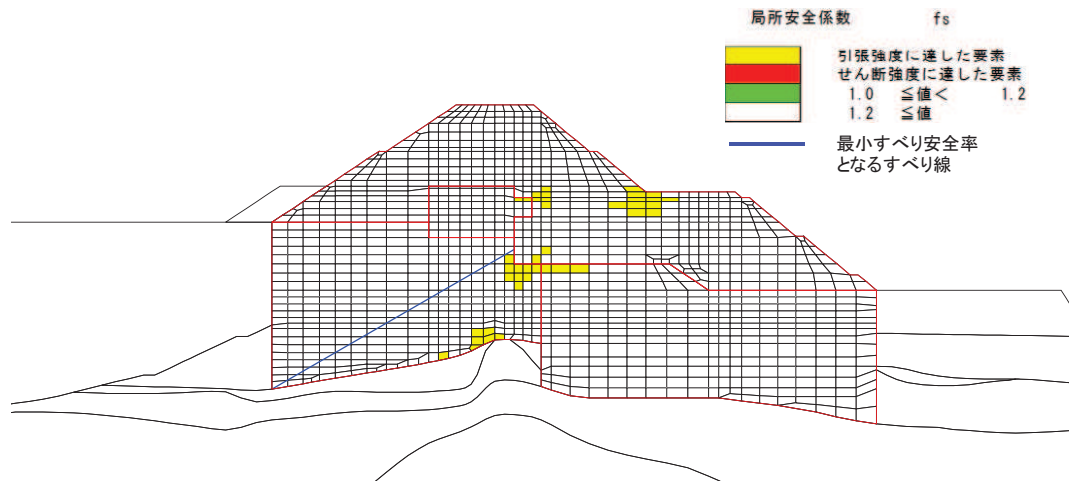 局所安全係数 fs
引張強度に達した要素
せん断強度に達した要素
1.0 ≦値< 1.2
1.2 ≦値
最小すべり安全率
となるすべり線